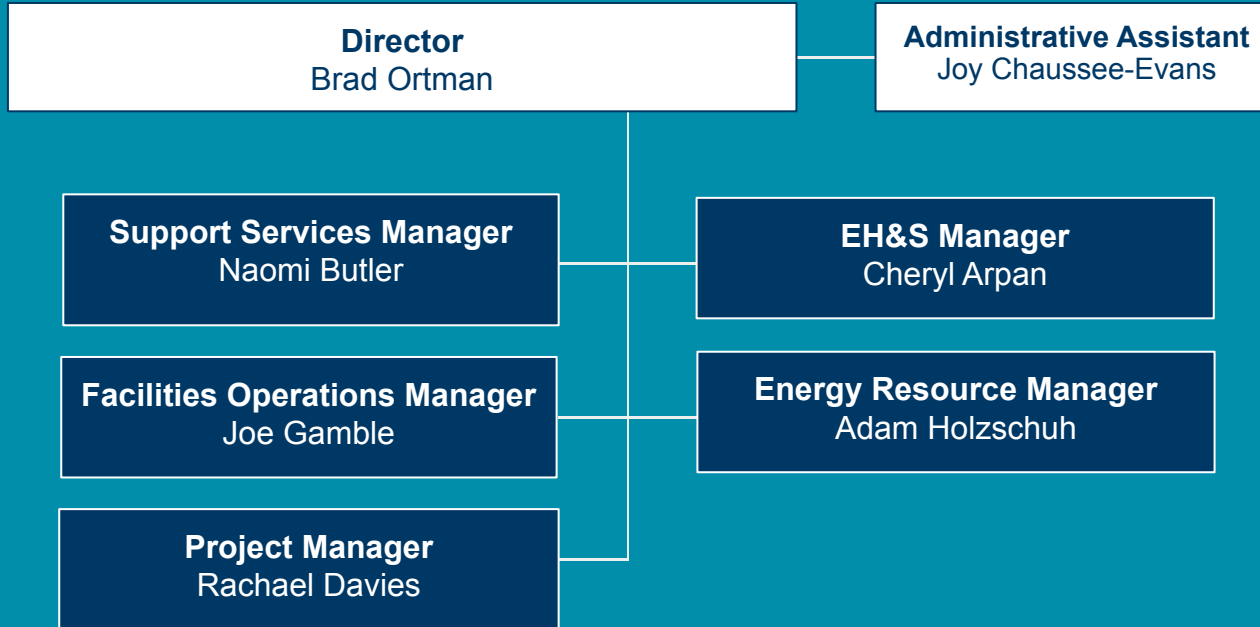 Director
Brad Ortman
Administrative Assistant
Joy Chaussee-Evans
Support Services Manager
Naomi Butler
EH&S Manager
Cheryl Arpan
Facilities Operations Manager
Joe Gamble
Energy Resource Manager
Adam Holzschuh
Project Manager
Rachael Davies